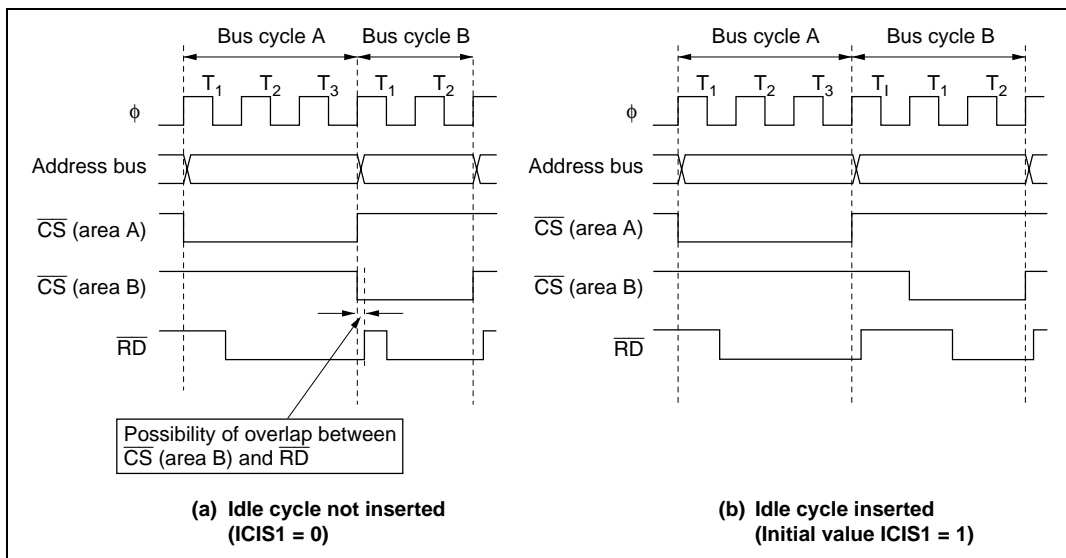 Bus cycle A Bus cycle B
T1 T2 T3 T1 T2
ϕ
Address bus
CS (area A)
CS (area B)
RD
Possibility of overlap between
CS (area B) and RD
(a) Idle cycle not inserted
(ICIS1 = 0)
Bus cycle A Bus cycle B
T1 T2 T3 TI T1 T2
ϕ
Address bus
CS (area A)
CS (area B)
RD
(b) Idle cycle inserted
(Initial value ICIS1 = 1)